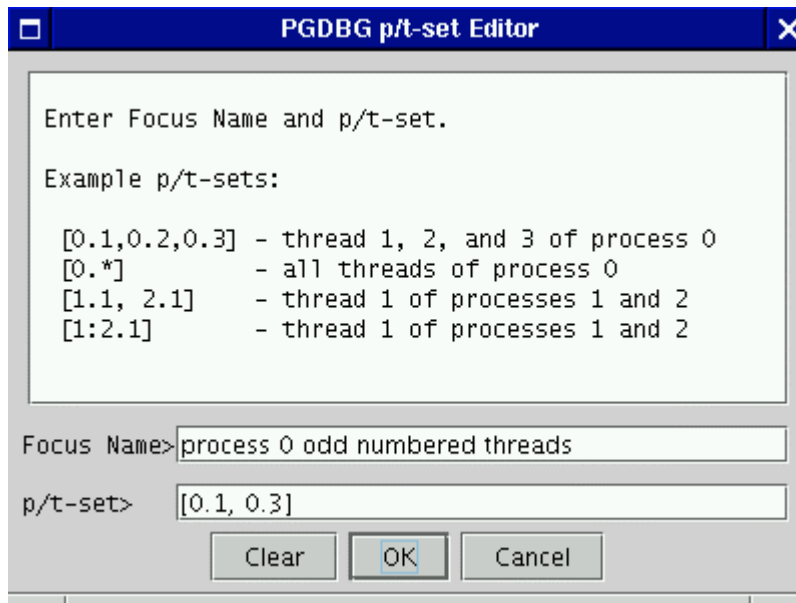 PGDBG p/t-set Editor
Enter Focus Name and p/t-set.
Example p/t-sets:
[0.1,0.2,0.3] - thread 1, 2, and 3 of process 0
[0.*] - all threads of process 0
[1.1, 2.1] - thread 1 of processes 1 and 2
[1:2.1] - thread 1 of processes 1 and 2
Focus Name> process 0 odd numbered threads
p/t-set> [0.1, 0.3]
Clear OK Cancel